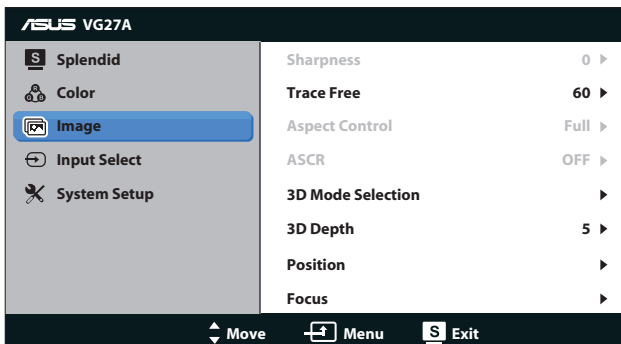 ASUS VG27A
S Splendid
Color
Image
Input Select
System Setup
Sharpness 0
Trace Free 60
Aspect Control Full
ASCR OFF
3D Mode Selection
3D Depth 5
Position
Focus
Move Menu S Exit